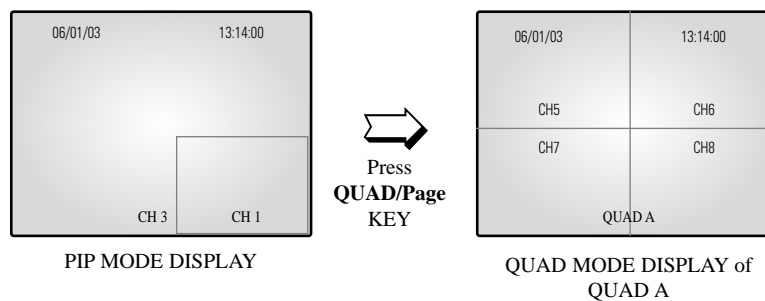 06/01/03 13:14:00
CH 3 CH 1
PIP MODE DISPLAY
Press
QUAD/Page
KEY
06/01/03 13:14:00
CH5 CH6
CH7 CH8
QUAD A
QUAD MODE DISPLAY of
QUAD A